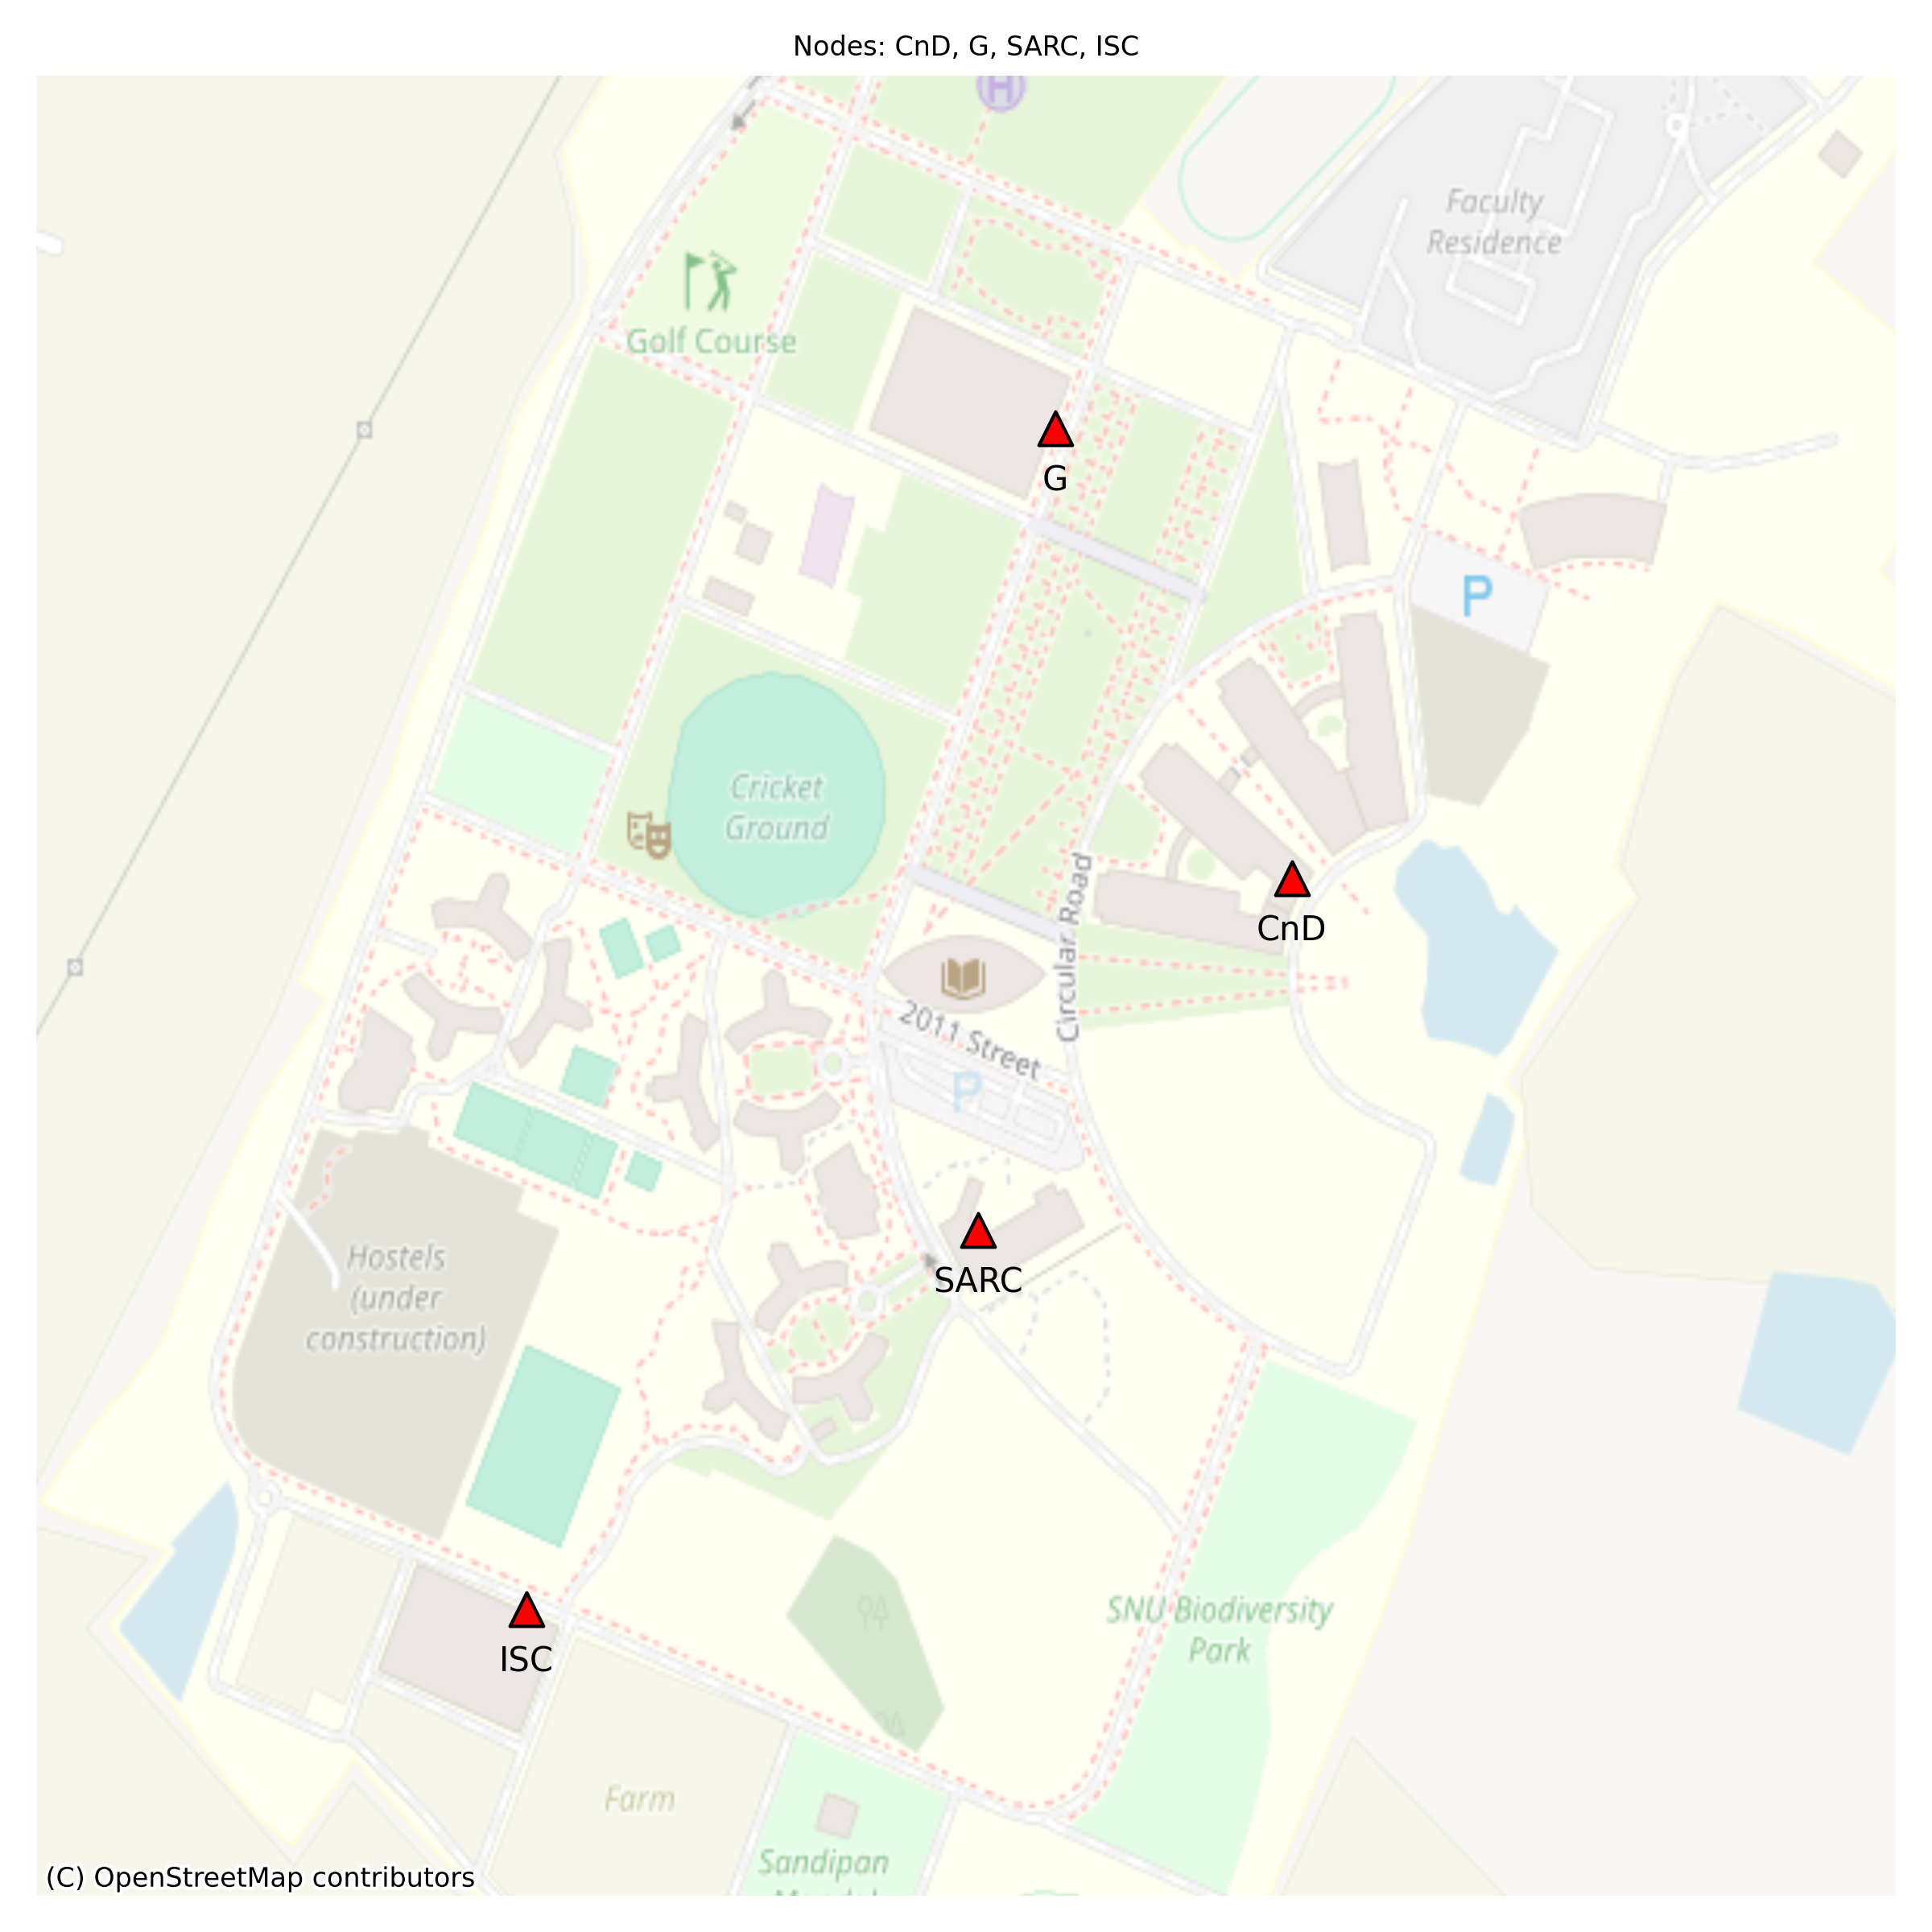 Nodes: CnD, G, SARC, ISC
H
Faculty
Residence
Golf Course
G
P
Cricket
Ground
CnD
Circular Road
2011 Street
P
SARC
Hostels
(under
construction)
ISC
SNU Biodiversity
Park
Farm
Sandipan
(C) OpenStreetMap contributors